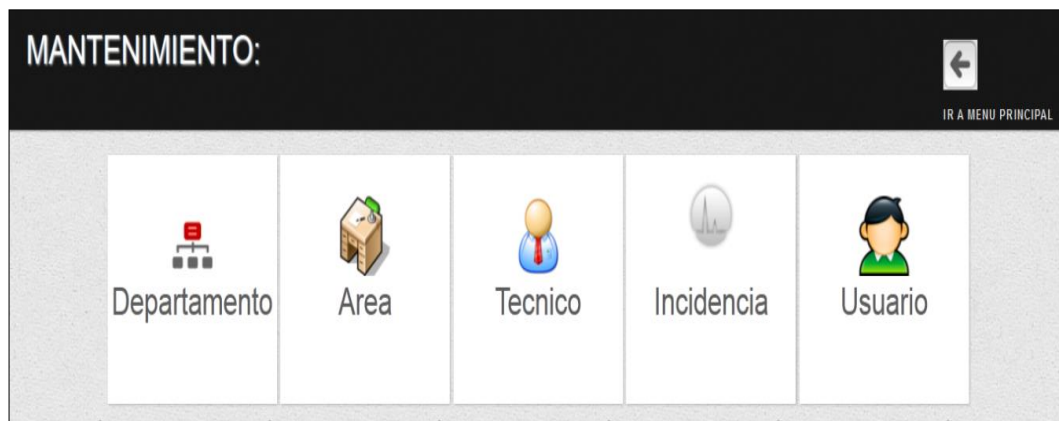 MANTENIMIENTO:
IR A MENU PRINCIPAL
Departamento
Area
Tecnico
Incidencia
Usuario